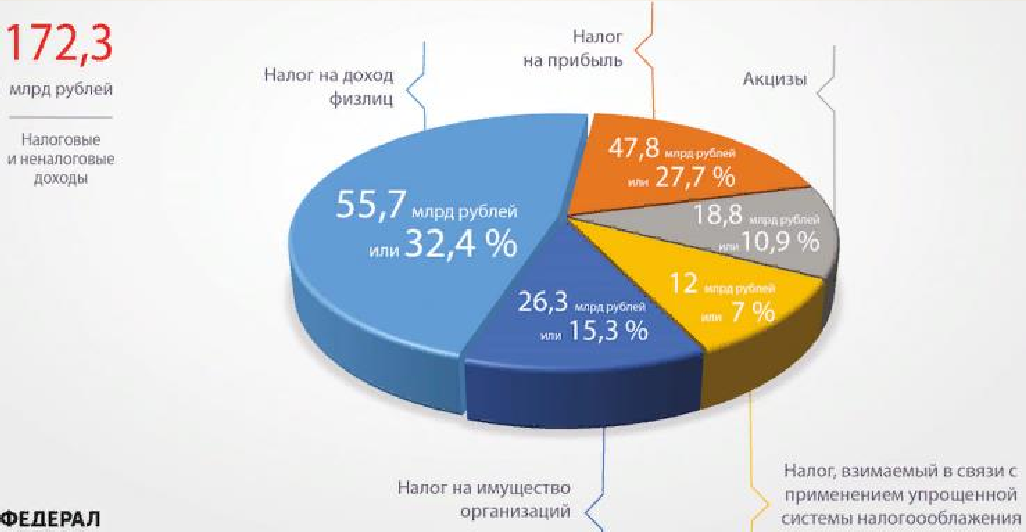 172,3
млрд рублей
Налоговые
и неналоговые
доходы
Налог на доход
физлиц
Налог
на прибыль
Акцизы
55,7 млрд рублей
или 32,4 %
47,8 млрд рублей
или 27,7 %
18,8 млрд рублей
или 10,9 %
12 млрд рублей
или 7 %
26,3 млрд рублей
или 15,3 %
Налог на имущество
организаций
Налог, взимаемый в связи с
применением упрощенной
системы налогоооблажения
ФЕДЕРАЛ